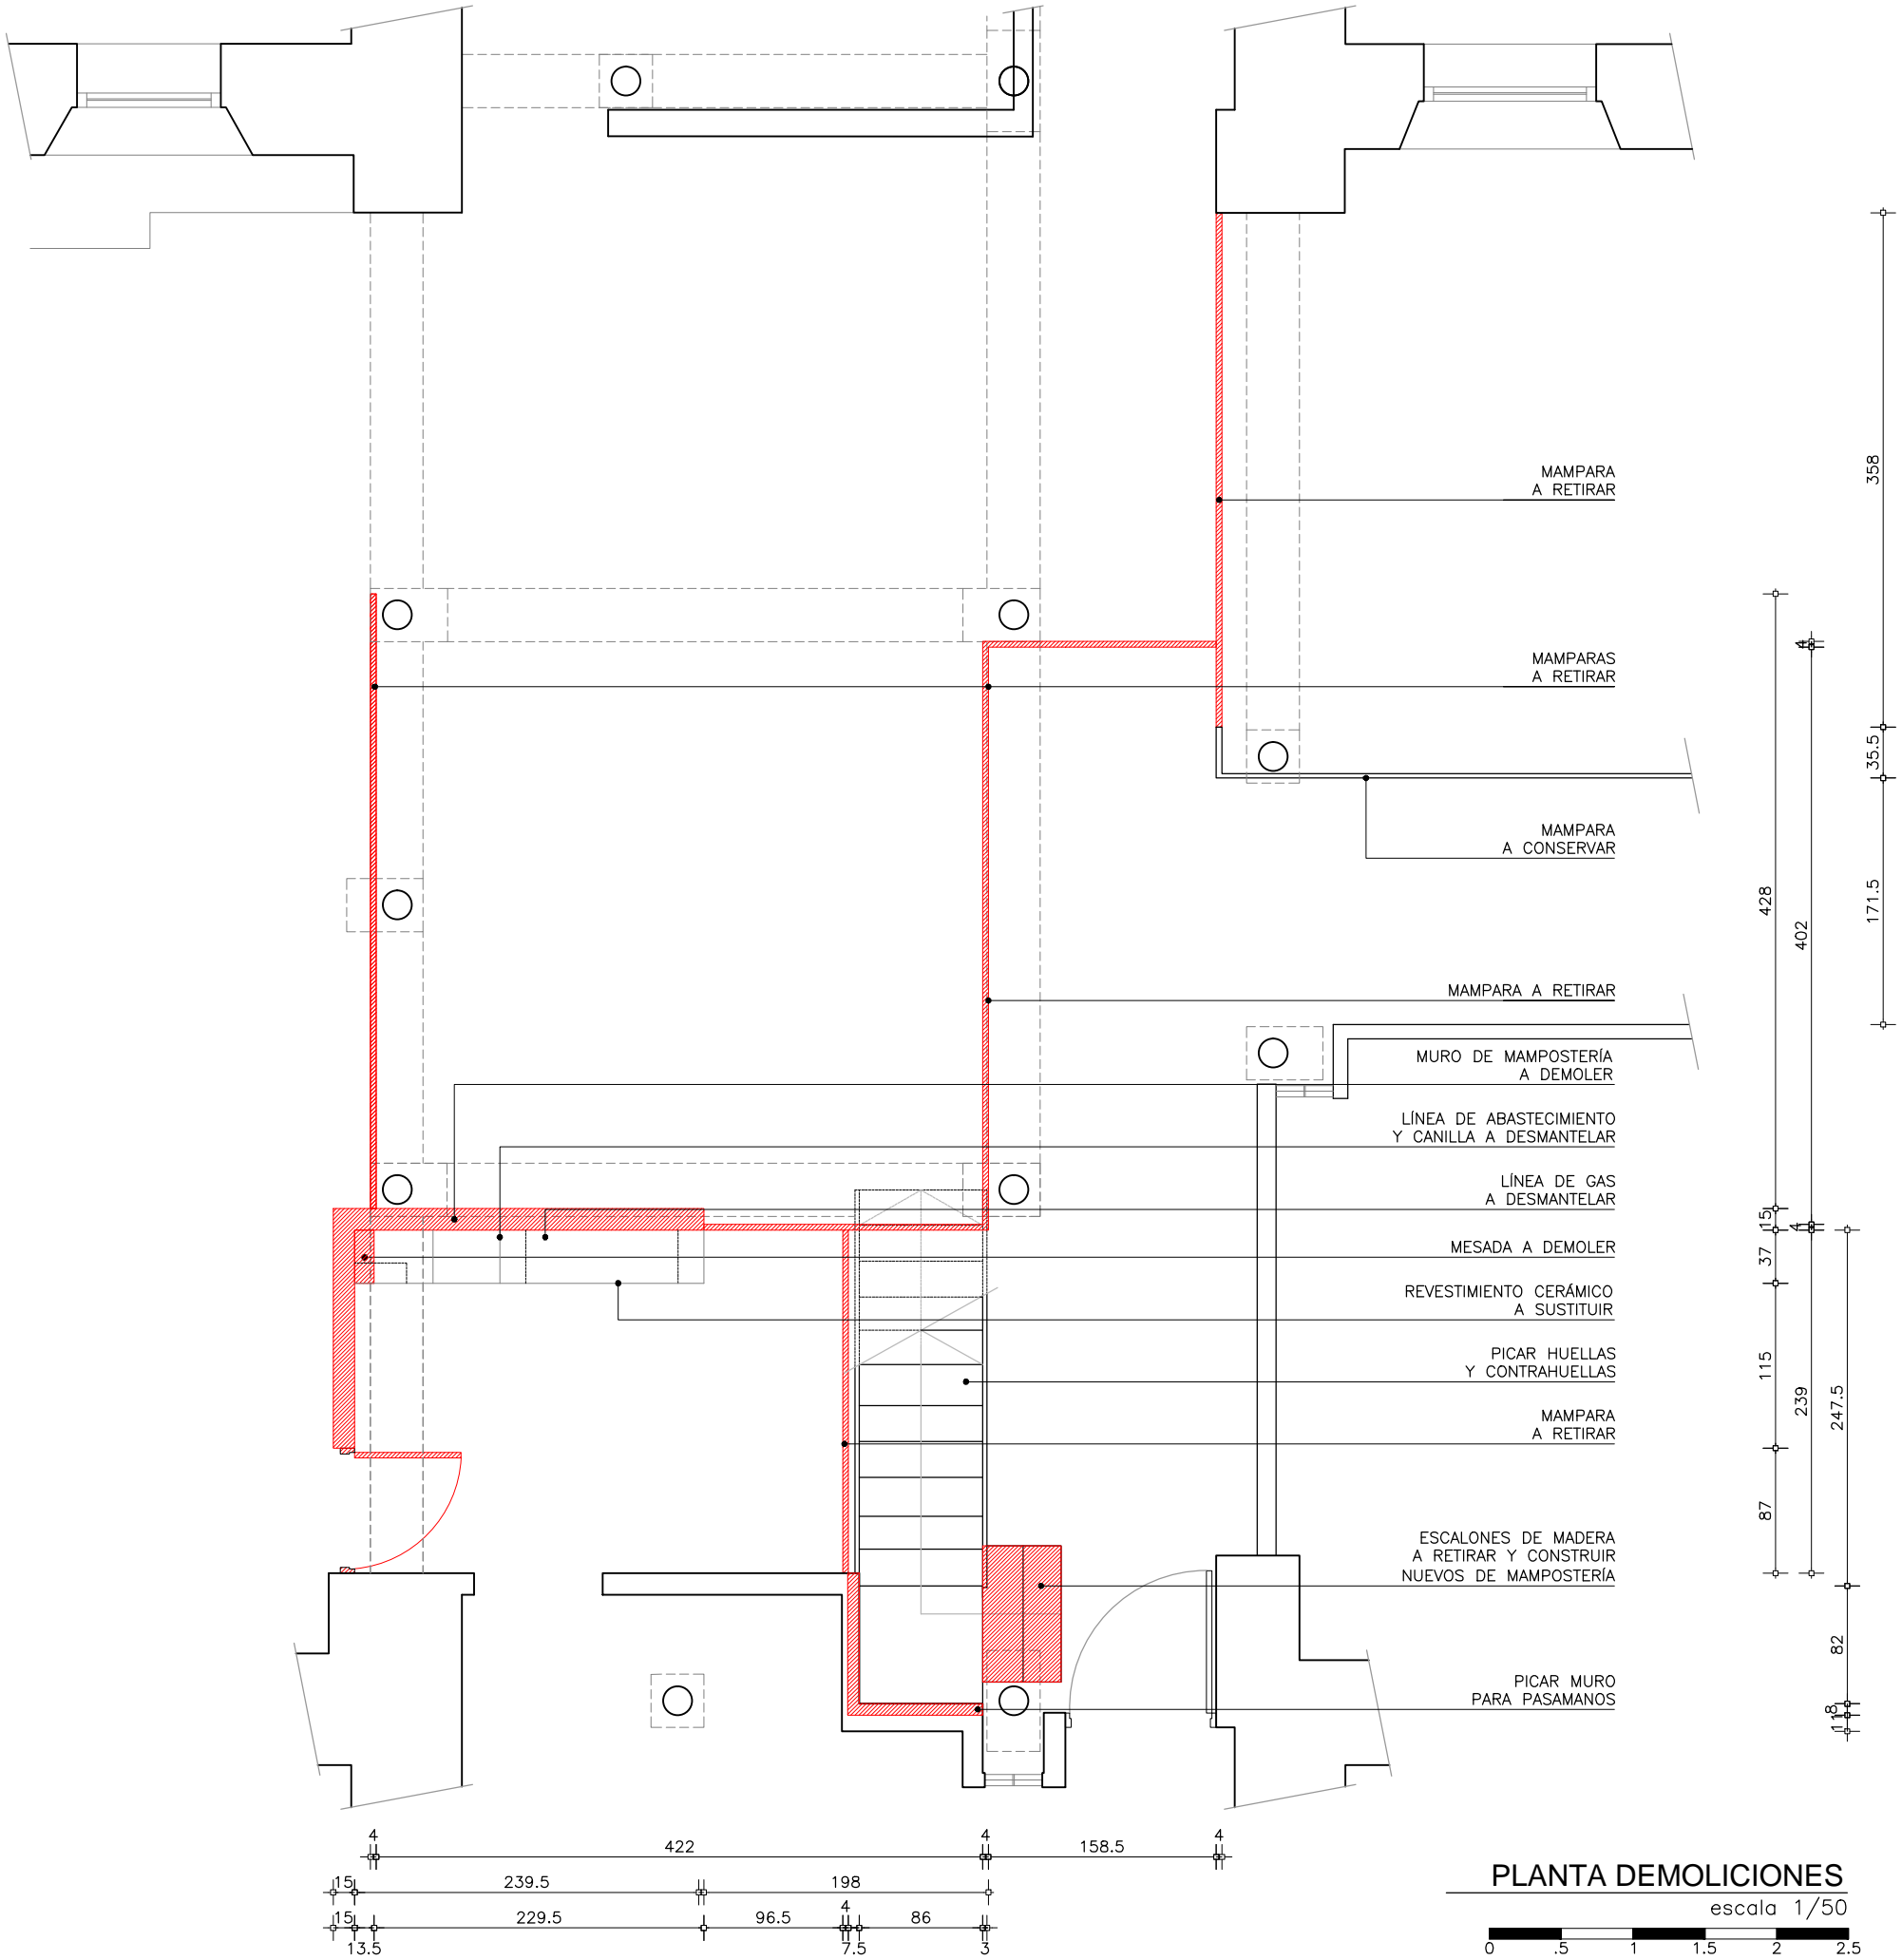 MAMPARA
A RETIRAR
358
MAMPARAS
A RETIRAR
4
35.5
MAMPARA
A CONSERVAR
428
402
171.5
MAMPARA A RETIRAR
MURO DE MAMPOSTERÍA
A DEMOLER
LÍNEA DE ABASTECIMIENTO
Y CANILLA A DESMANTELAR
LÍNEA DE GAS
A DESMANTELAR
15
4
MESADA A DEMOLER
37
REVESTIMIENTO CERÁMICO
A SUSTITUIR
PICAR HUELLAS
Y CONTRAHUELLAS
115
239
247.5
MAMPARA
A RETIRAR
87
ESCALONES DE MADERA
A RETIRAR Y CONSTRUIR
NUEVOS DE MAMPOSTERÍA
82
PICAR MURO
PARA PASAMANOS
8
11
4 422 4 158.5 4
15 239.5 198
15 229.5 96.5 4 86
13.5 7.5 3
PLANTA DEMOLICIONES
escala 1/50
0 .5 1 1.5 2 2.5